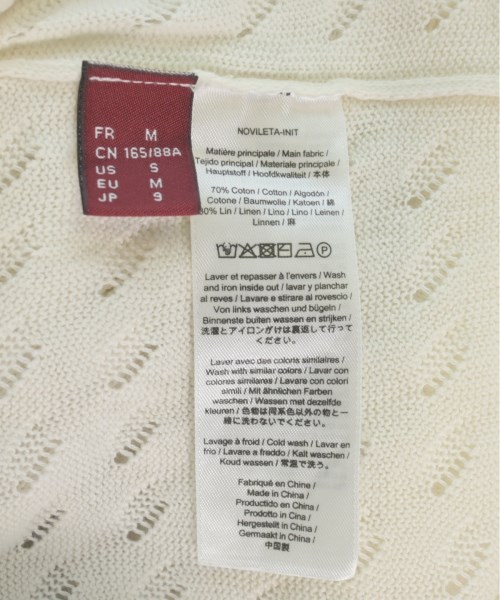 FR M
CN 165/88A
US S
EU M
JP 9
NOVILETA-INIT
Matière principale / Main fabric /
Tejido principal / Materiale principale /
Hauptstoff / Hoofdkwaliteit / 本体
70% Coton / Cotton / Algodón /
Cotone / Baumwolle / Katoen / 綿
30% Lin / Linen / Lino / Lino / Leinen /
Linnen / 麻
P
Laver et repasser à l'envers / Wash
and iron inside out / lavar y planchar
al reves / Lavare e stirare al rovescio /
Von links waschen und bügeln /
Binnenste buiten wassen en strijken /
洗濯とアイロンがけは裏返して行って
ください。
Laver avec des coloris similaires /
Wash with similar colors / Lavar con
colores similares / Lavare con colori
simili / Mit ähnlichen Farben
waschen / Wassen met dezelfde
kleuren / 色物は同系色以外の物と一
緒に洗わないでください。
Lavage à froid / Cold wash / Lavar en
frio / Lavare a freddo / Kalt waschen /
Koud wassen / 常温で洗う。
Fabriqué en Chine /
Made in China /
Productido en China /
Prodotto in Cina /
Hergestellt in China /
Germaakt in China /
中国製